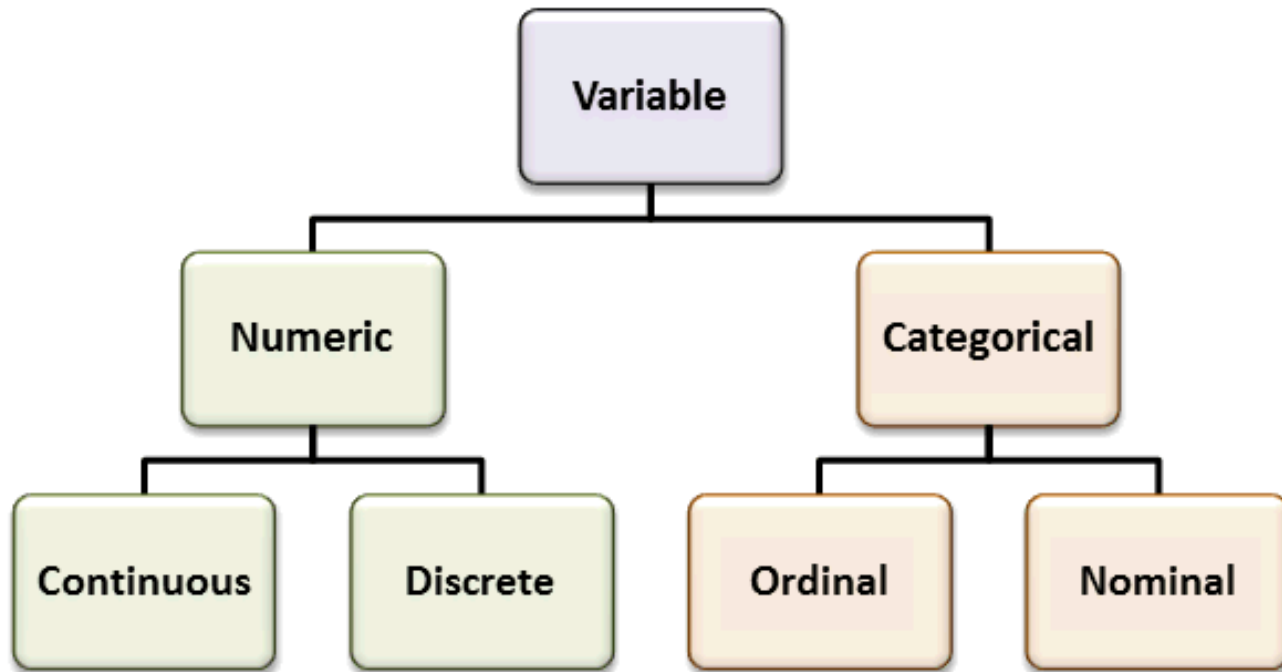 Variable
Numeric
Categorical
Continuous
Discrete
Ordinal
Nominal